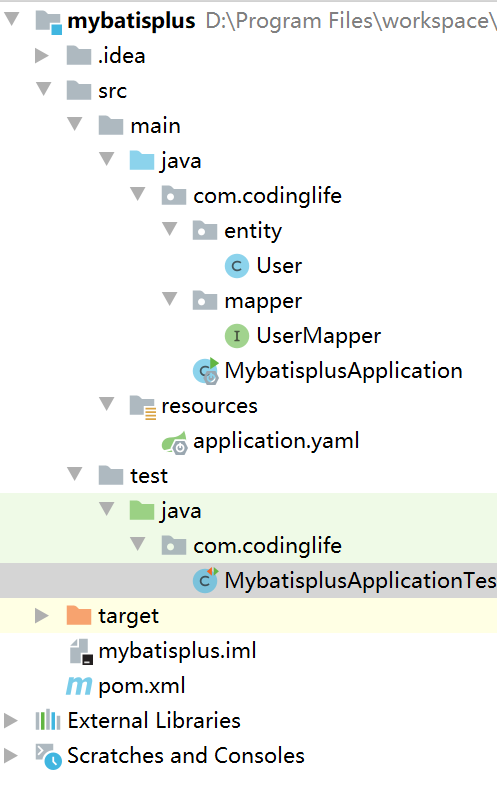 mybatisplus D:\Program Files\workspace\
.idea
src
main
java
com.codinglife
entity
C User
mapper
I UserMapper
C MybatisplusApplication
resources
application.yaml
test
java
com.codinglife
C MybatisplusApplicationTes
target
mybatisplus.iml
m pom.xml
External Libraries
Scratches and Consoles